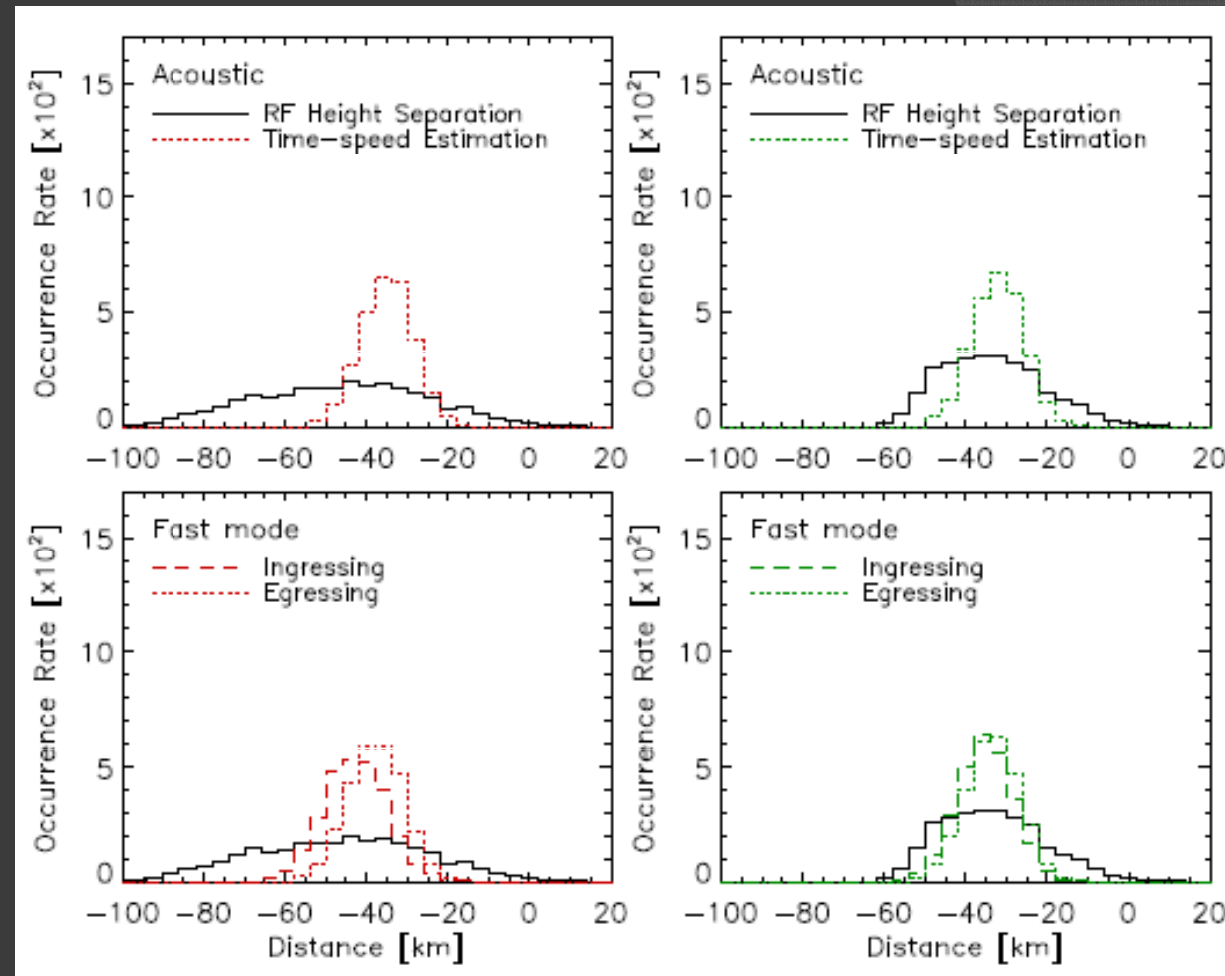 Acoustic
RF Height Separation
Time-speed Estimation
Occurrence Rate [x10²]
15
10
5
0
-100 -80 -60 -40 -20 0 20
Acoustic
RF Height Separation
Time-speed Estimation
Occurrence Rate [x10²]
15
10
5
0
-100 -80 -60 -40 -20 0 20
Fast mode
Ingressing
Egressing
Occurrence Rate [x10²]
15
10
5
0
-100 -80 -60 -40 -20 0 20
Distance [km]
Fast mode
Ingressing
Egressing
Occurrence Rate [x10²]
15
10
5
0
-100 -80 -60 -40 -20 0 20
Distance [km]